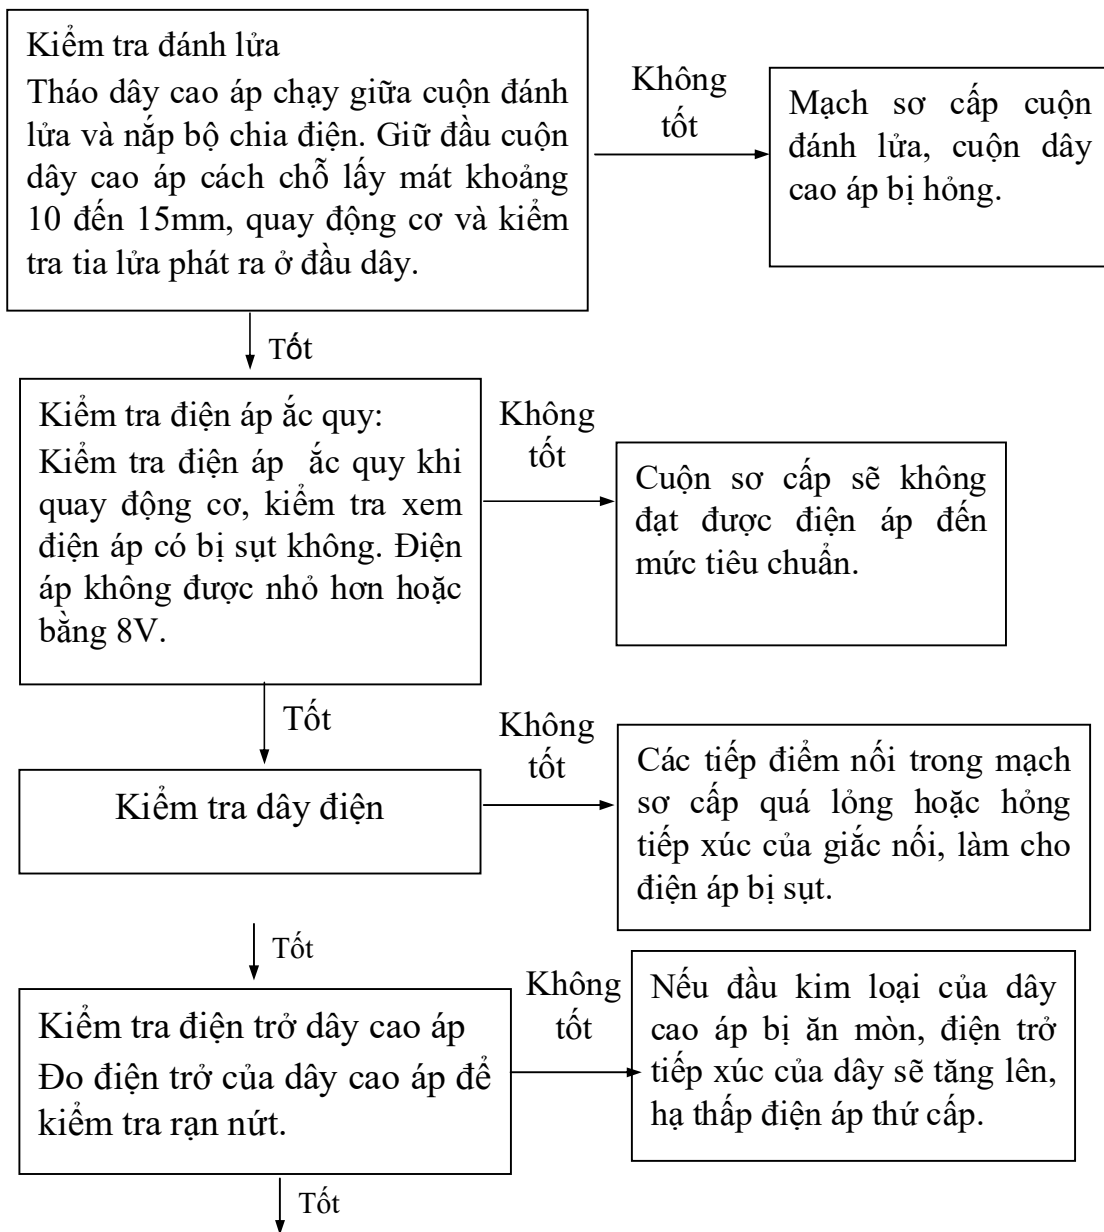 Kiểm tra đánh lửa
Tháo dây cao áp chạy giữa cuộn đánh
lửa và nắp bộ chia điện. Giữ đầu cuộn
dây cao áp cách chỗ lấy mát khoảng
10 đến 15mm, quay động cơ và kiểm
tra tia lửa phát ra ở đầu dây.
Không
tốt
Mạch sơ cấp cuộn
đánh lửa, cuộn dây
cao áp bị hỏng.
Tốt
Kiểm tra điện áp ắc quy:
Kiểm tra điện áp ắc quy khi
quay động cơ, kiểm tra xem
điện áp có bị sụt không. Điện
áp không được nhỏ hơn hoặc
bằng 8V.
Không
tốt
Cuộn sơ cấp sẽ không
đạt được điện áp đến
mức tiêu chuẩn.
Tốt
Kiểm tra dây điện
Không
tốt
Các tiếp điểm nối trong mạch
sơ cấp quá lỏng hoặc hỏng
tiếp xúc của giắc nối, làm cho
điện áp bị sụt.
Tốt
Kiểm tra điện trở dây cao áp
Đo điện trở của dây cao áp để
kiểm tra rạn nứt.
Không
tốt
Nếu đầu kim loại của dây
cao áp bị ăn mòn, điện trở
tiếp xúc của dây sẽ tăng lên,
hạ thấp điện áp thứ cấp.
Tốt